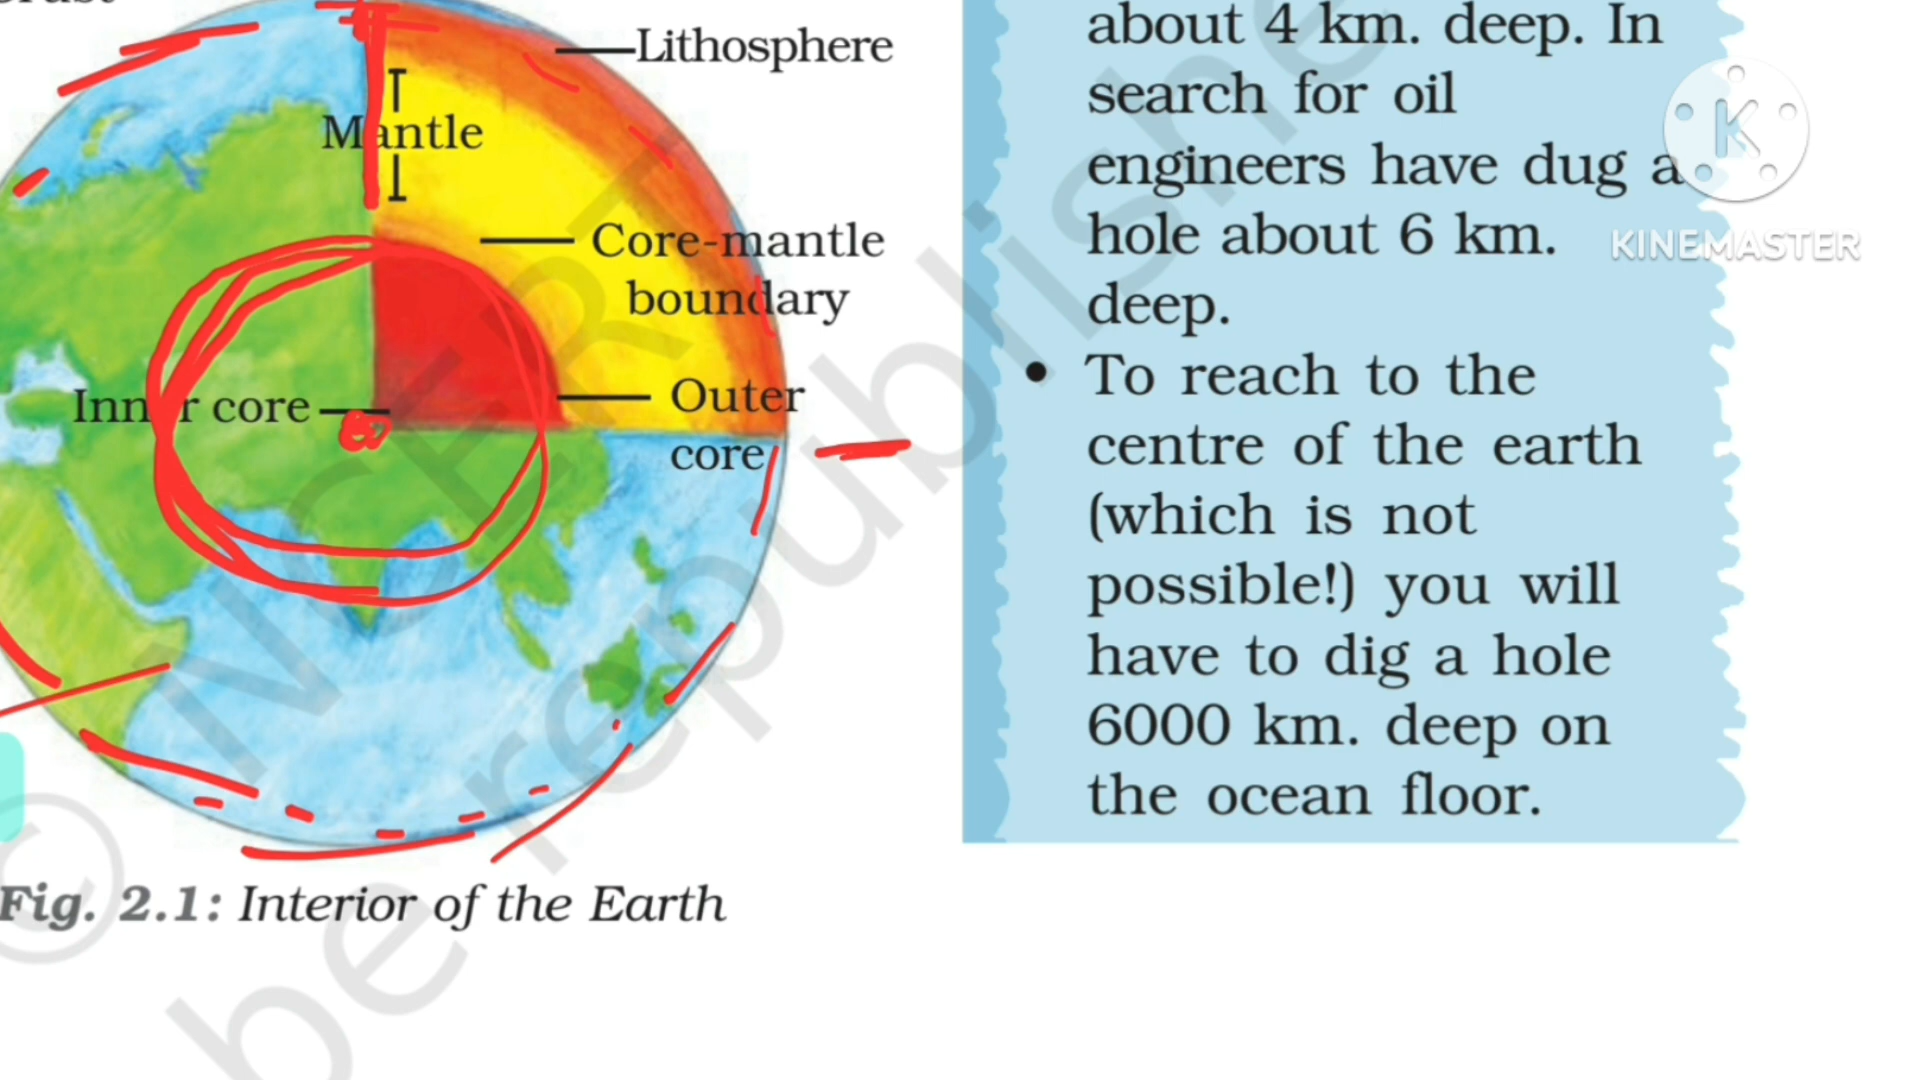 Lithosphere
Mantle
Core-mantle
boundary
Inner core
Outer
core
Fig. 2.1: Interior of the Earth
about 4 km. deep. In
search for oil
engineers have dug a
hole about 6 km.
deep.
• To reach to the
centre of the earth
(which is not
possible!) you will
have to dig a hole
6000 km. deep on
the ocean floor.
K
KINEMASTER
© NCERT
be republishe